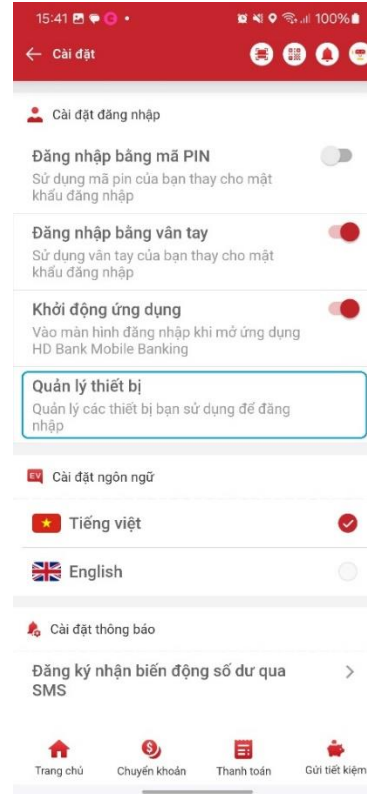 15:41
100%
Cài đặt
Cài đặt đăng nhập
Đăng nhập bằng mã PIN
Sử dụng mã pin của bạn thay cho mật
khẩu đăng nhập
Đăng nhập bằng vân tay
Sử dụng vân tay của bạn thay cho mật
khẩu đăng nhập
Khởi động ứng dụng
Vào màn hình đăng nhập khi mở ứng dụng
HD Bank Mobile Banking
Quản lý thiết bị
Quản lý các thiết bị bạn sử dụng để đăng
nhập
EV Cài đặt ngôn ngữ
Tiếng việt
English
Cài đặt thông báo
Đăng ký nhận biến động số dư qua
SMS
Trang chủ
Chuyển khoản
Thanh toán
Gửi tiết kiệm